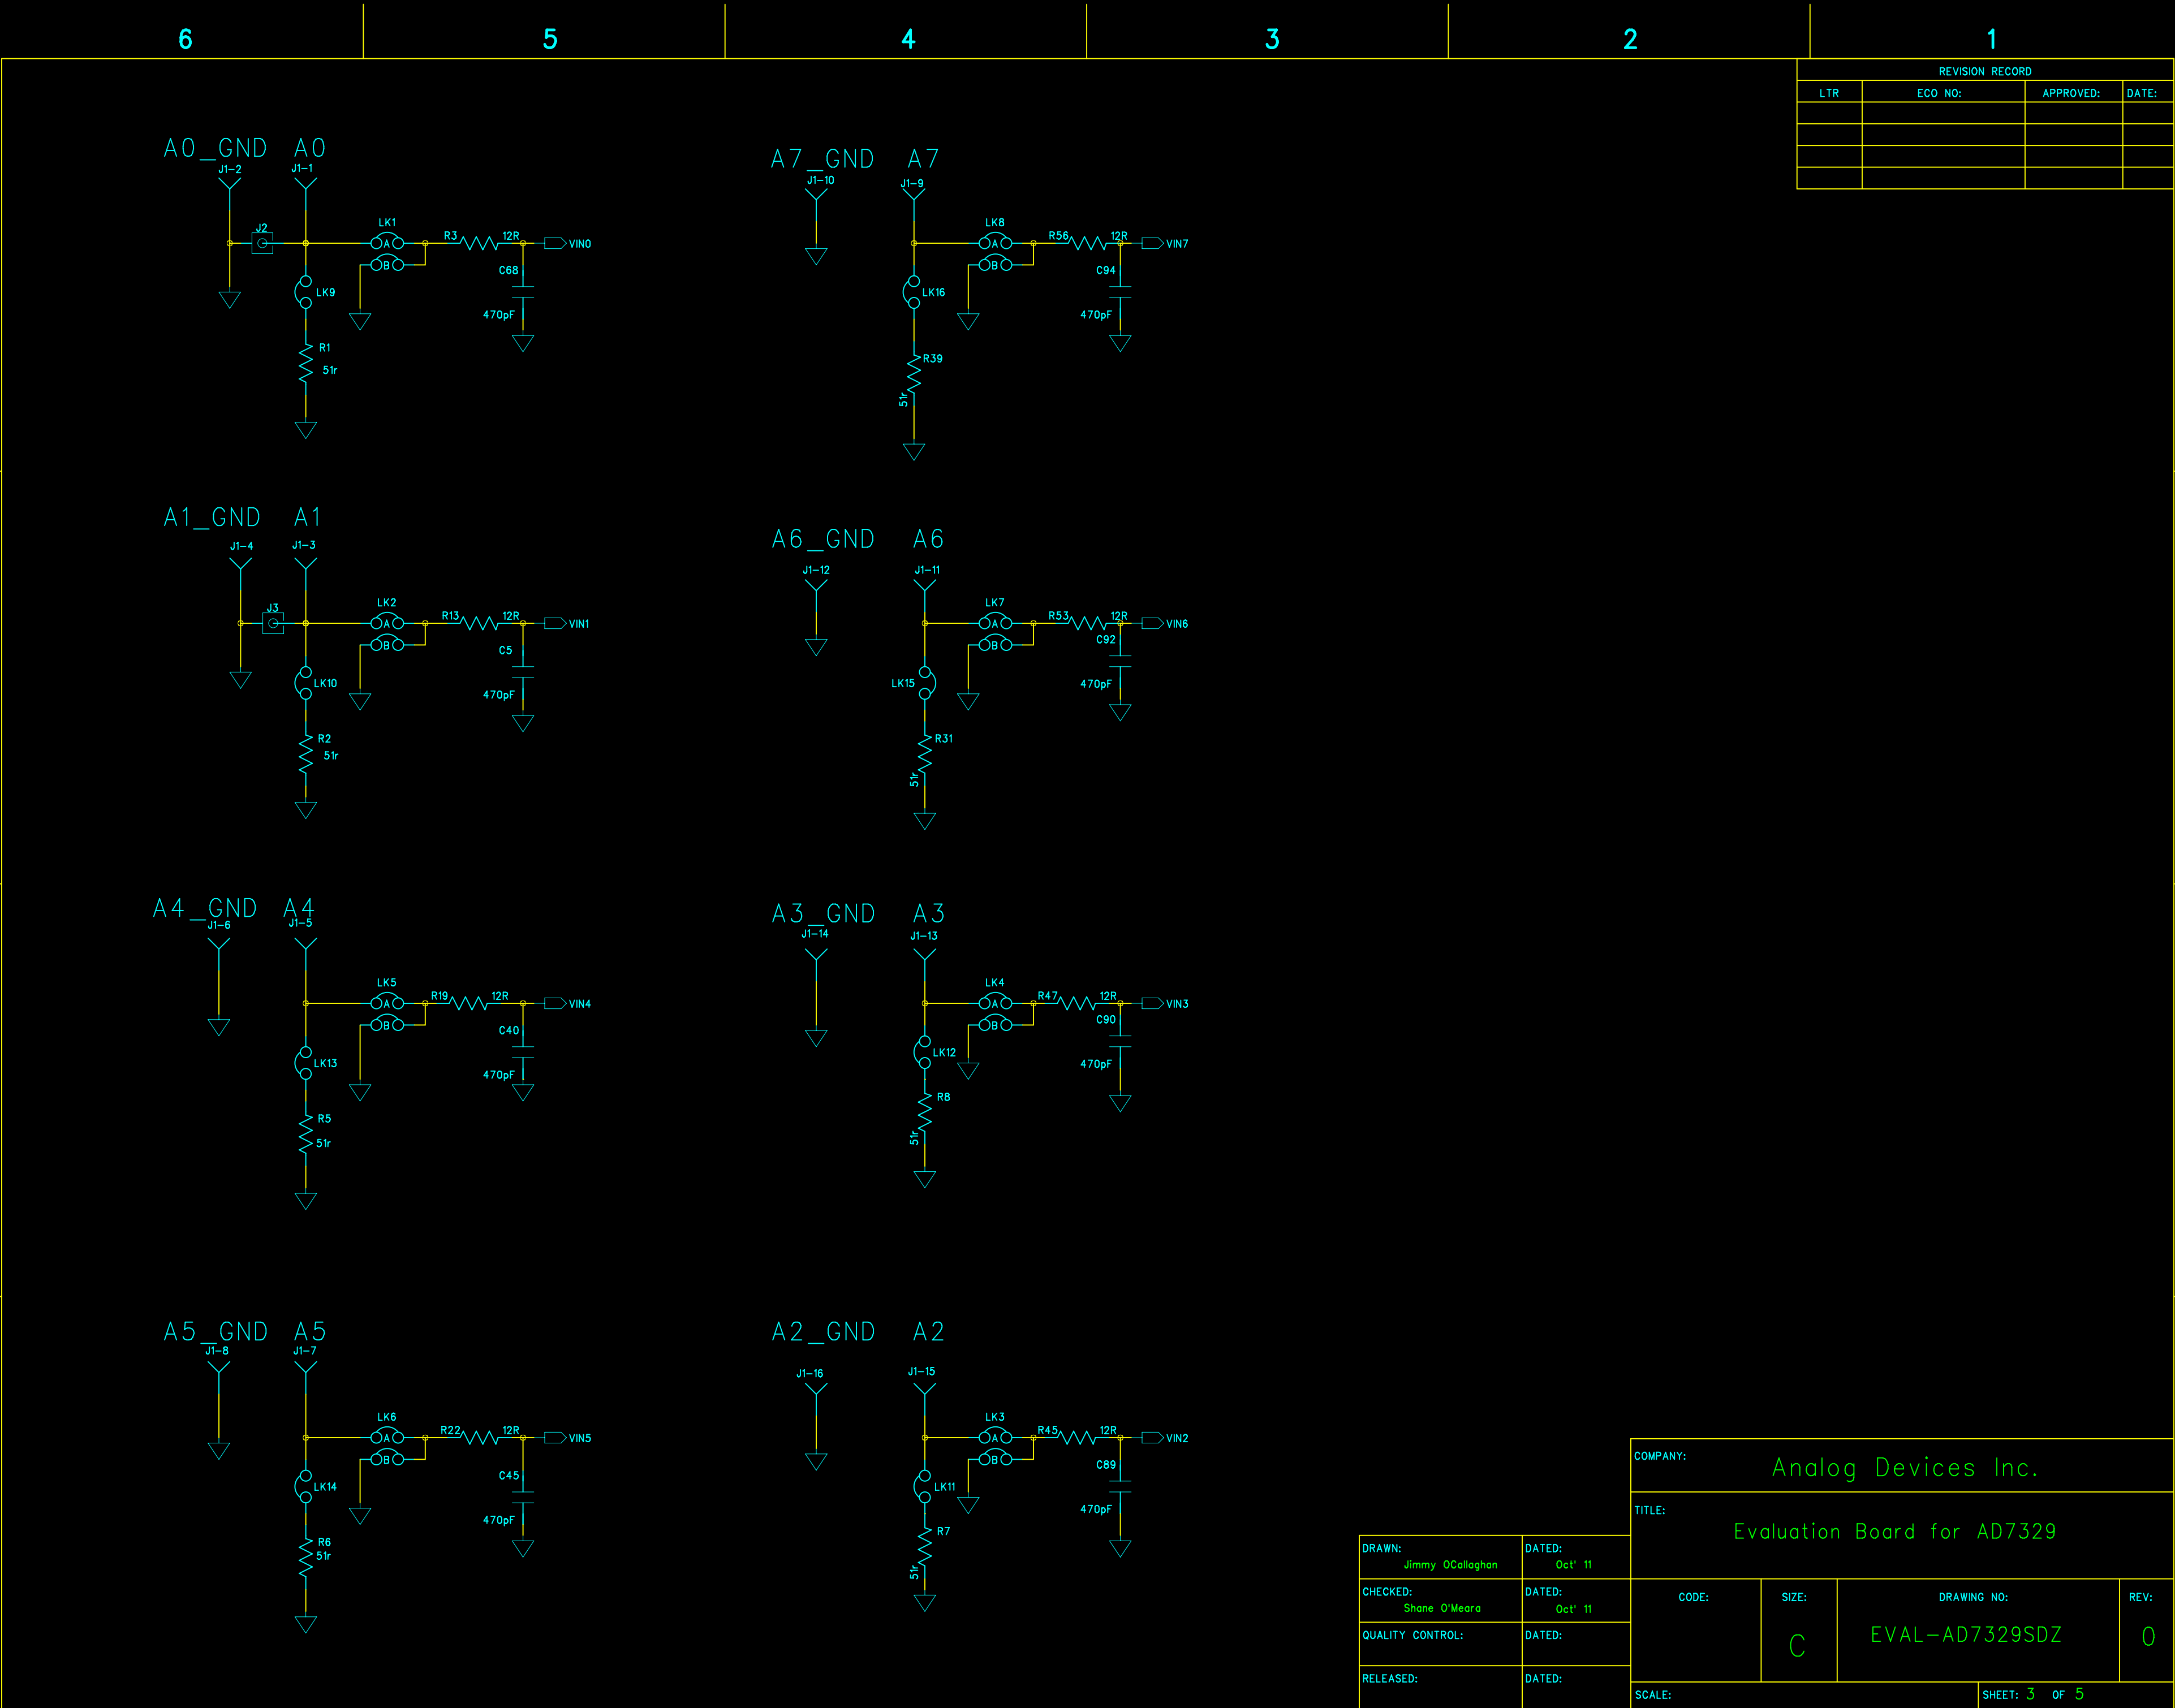 6 5 4 3 2 1
REVISION RECORD
LTR ECO NO: APPROVED: DATE:
A0_GND A0
J1-2 J1-1
J2
LK1
A
B
R3 12R
VIN0
C68
470pF
LK9
R1
51r
A7_GND A7
J1-10 J1-9
LK8
A
B
R56 12R
VIN7
C94
470pF
LK16
R39
51r
A1_GND A1
J1-4 J1-3
J3
LK2
A
B
R13 12R
VIN1
C5
470pF
LK10
R2
51r
A6_GND A6
J1-12 J1-11
LK7
A
B
R53 12R
VIN6
C92
470pF
LK15
R31
51r
A4_GND A4
J1-6 J1-5
LK5
A
B
R19 12R
VIN4
C40
470pF
LK13
R5
51r
A3_GND A3
J1-14 J1-13
LK4
A
B
R47 12R
VIN3
C90
470pF
LK12
R8
51r
A5_GND A5
J1-8 J1-7
LK6
A
B
R22 12R
VIN5
C45
470pF
LK14
R6
51r
A2_GND A2
J1-16 J1-15
LK3
A
B
R45 12R
VIN2
C89
470pF
LK11
R7
51r
COMPANY:
Analog Devices Inc.
TITLE:
Evaluation Board for AD7329
DRAWN: DATED:
Jimmy OCallaghan Oct' 11
CHECKED: DATED:
Shane O'Meara Oct' 11
QUALITY CONTROL: DATED:
RELEASED: DATED:
CODE: SIZE: DRAWING NO: REV:
C EVAL-AD7329SDZ 0
SCALE: SHEET: 3 OF 5